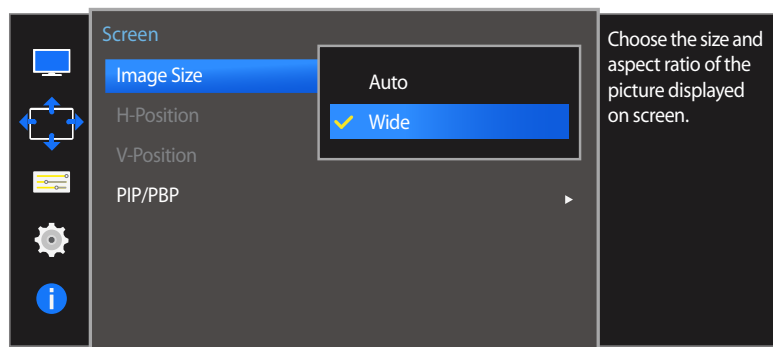 Screen
Image Size
Auto
Wide
H-Position
V-Position
PIP/PBP
Choose the size and
aspect ratio of the
picture displayed
on screen.
i